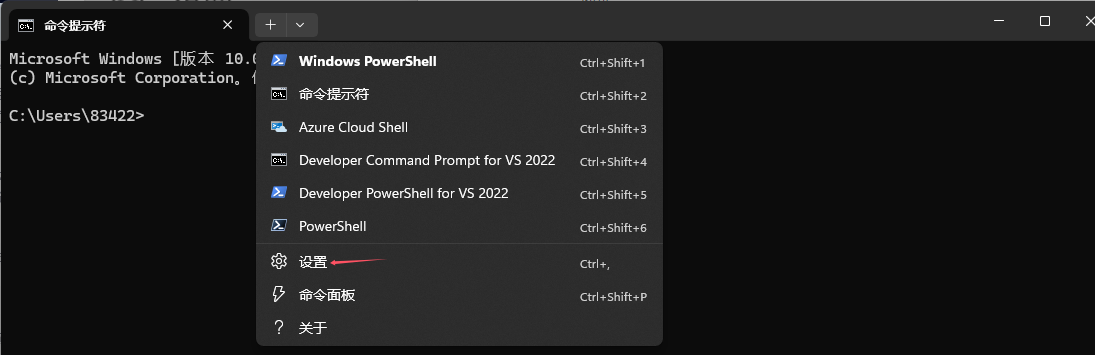 命令提示符
Microsoft Windows [版本 10.0
(c) Microsoft Corporation。
C:\Users\83422>
Windows PowerShell Ctrl+Shift+1
命令提示符 Ctrl+Shift+2
Azure Cloud Shell Ctrl+Shift+3
Developer Command Prompt for VS 2022 Ctrl+Shift+4
Developer PowerShell for VS 2022 Ctrl+Shift+5
PowerShell Ctrl+Shift+6
设置 Ctrl+,
命令面板 Ctrl+Shift+P
关于